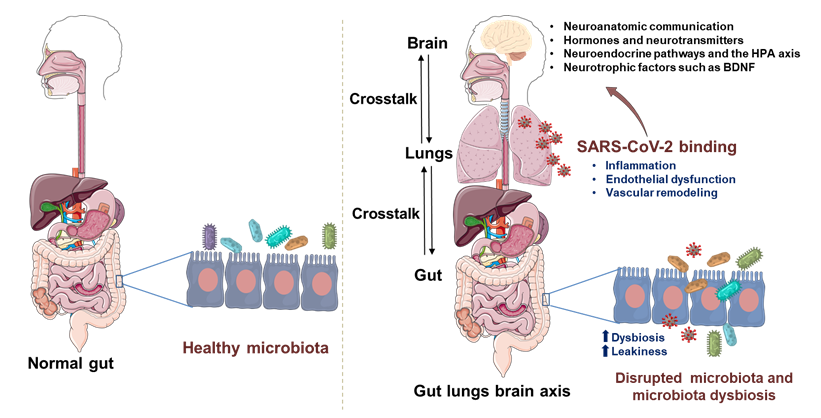 Normal gut
Healthy microbiota
Brain
Crosstalk
Lungs
Crosstalk
Gut
• Neuroanatomic communication
• Hormones and neurotransmitters
• Neuroendocrine pathways and the HPA axis
• Neurotrophic factors such as BDNF
SARS-CoV-2 binding
• Inflammation
• Endothelial dysfunction
• Vascular remodeling
⬆ Dysbiosis
⬆ Leakiness
Gut lungs brain axis
Disrupted microbiota and
microbiota dysbiosis